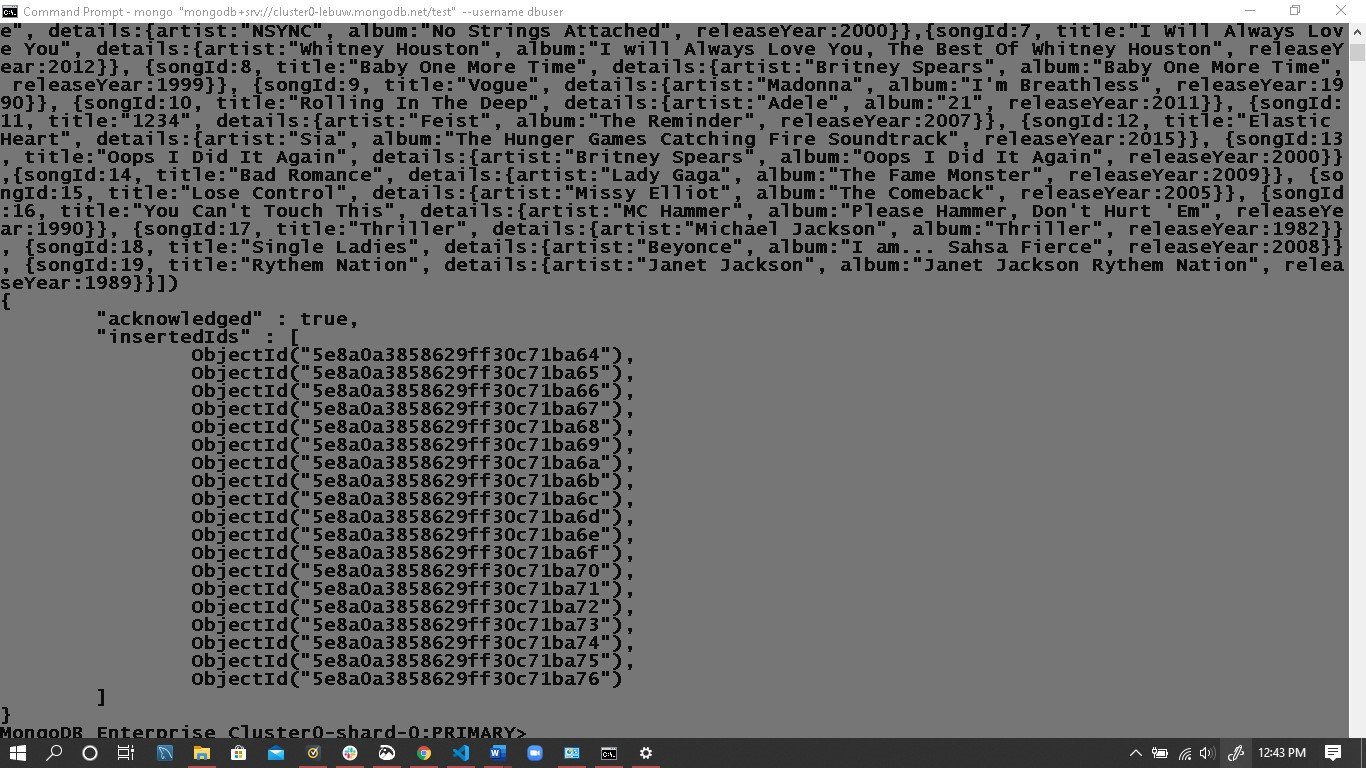 Command Prompt - mongo "mongodb+srv://cluster0-lebuw.mongodb.net/test" --username dbuser
e", details:{artist:"NSYNC", album:"No Strings Attached", releaseYear:2000}},{songId:7, title:"I Will Always Lov
e You", details:{artist:"Whitney Houston", album:"I will Always Love You, The Best Of Whitney Houston", releaseY
ear:2012}}, {songId:8, title:"Baby One More Time", details:{artist:"Britney Spears", album:"Baby One More Time",
 releaseYear:1999}}, {songId:9, title:"Vogue", details:{artist:"Madonna", album:"I'm Breathless", releaseYear:19
90}}, {songId:10, title:"Rolling In The Deep", details:{artist:"Adele", album:"21", releaseYear:2011}}, {songId:
11, title:"1234", details:{artist:"Feist", album:"The Reminder", releaseYear:2007}}, {songId:12, title:"Elastic
Heart", details:{artist:"Sia", album:"The Hunger Games Catching Fire Soundtrack", releaseYear:2015}}, {songId:13
, title:"Oops I Did It Again", details:{artist:"Britney Spears", album:"Oops I Did It Again", releaseYear:2000}}
,{songId:14, title:"Bad Romance", details:{artist:"Lady Gaga", album:"The Fame Monster", releaseYear:2009}}, {so
ngId:15, title:"Lose Control", details:{artist:"Missy Elliot", album:"The Comeback", releaseYear:2005}}, {songId
:16, title:"You Can't Touch This", details:{artist:"MC Hammer", album:"Please Hammer, Don't Hurt 'Em", releaseYe
ar:1990}}, {songId:17, title:"Thriller", details:{artist:"Michael Jackson", album:"Thriller", releaseYear:1982}}
, {songId:18, title:"Single Ladies", details:{artist:"Beyonce", album:"I am... Sahsa Fierce", releaseYear:2008}}
, {songId:19, title:"Rythem Nation", details:{artist:"Janet Jackson", album:"Janet Jackson Rythem Nation", relea
seYear:1989}}])
{
        "acknowledged" : true,
        "insertedIds" : [
                ObjectId("5e8a0a3858629ff30c71ba64"),
                ObjectId("5e8a0a3858629ff30c71ba65"),
                ObjectId("5e8a0a3858629ff30c71ba66"),
                ObjectId("5e8a0a3858629ff30c71ba67"),
                ObjectId("5e8a0a3858629ff30c71ba68"),
                ObjectId("5e8a0a3858629ff30c71ba69"),
                ObjectId("5e8a0a3858629ff30c71ba6a"),
                ObjectId("5e8a0a3858629ff30c71ba6b"),
                ObjectId("5e8a0a3858629ff30c71ba6c"),
                ObjectId("5e8a0a3858629ff30c71ba6d"),
                ObjectId("5e8a0a3858629ff30c71ba6e"),
                ObjectId("5e8a0a3858629ff30c71ba6f"),
                ObjectId("5e8a0a3858629ff30c71ba70"),
                ObjectId("5e8a0a3858629ff30c71ba71"),
                ObjectId("5e8a0a3858629ff30c71ba72"),
                ObjectId("5e8a0a3858629ff30c71ba73"),
                ObjectId("5e8a0a3858629ff30c71ba74"),
                ObjectId("5e8a0a3858629ff30c71ba75"),
                ObjectId("5e8a0a3858629ff30c71ba76")
        ]
}
MongoDB Enterprise Cluster0-shard-0:PRIMARY>
12:43 PM